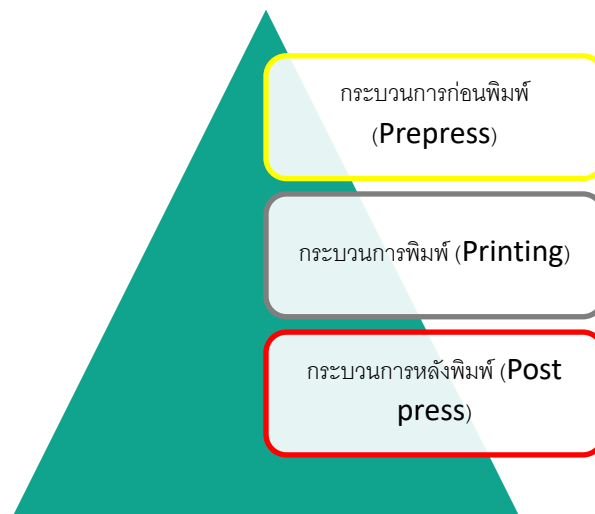 กระบวนการก่อนพิมพ์
(Prepress)
กระบวนการพิมพ์ (Printing)
กระบวนการหลังพิมพ์ (Post
press)